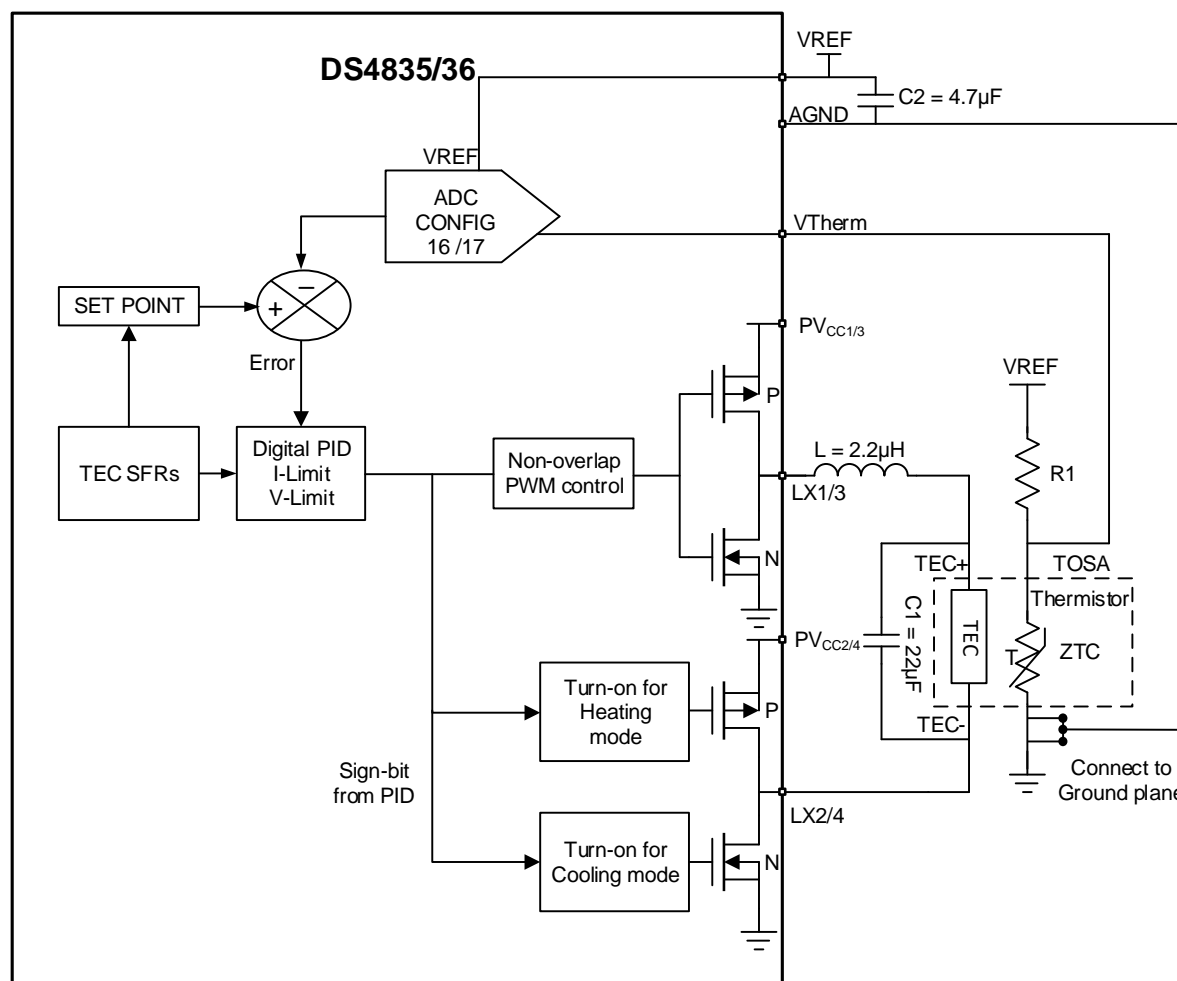 DS4835/36
VREF
C2 = 4.7µF
AGND
VREF
ADC
CONFIG
16 /17
VTherm
SET POINT
+
−
Error
PV_CC1/3
P
VREF
R1
TEC SFRs
Digital PID
I-Limit
V-Limit
Non-overlap
PWM control
L = 2.2µH
LX1/3
N
TEC+
TOSA
Thermistor
C1 = 22µF
TEC
T
ZTC
PV_CC2/4
Turn-on for
Heating
mode
P
TEC-
Sign-bit
from PID
Connect to
Ground plane
LX2/4
Turn-on for
Cooling mode
N